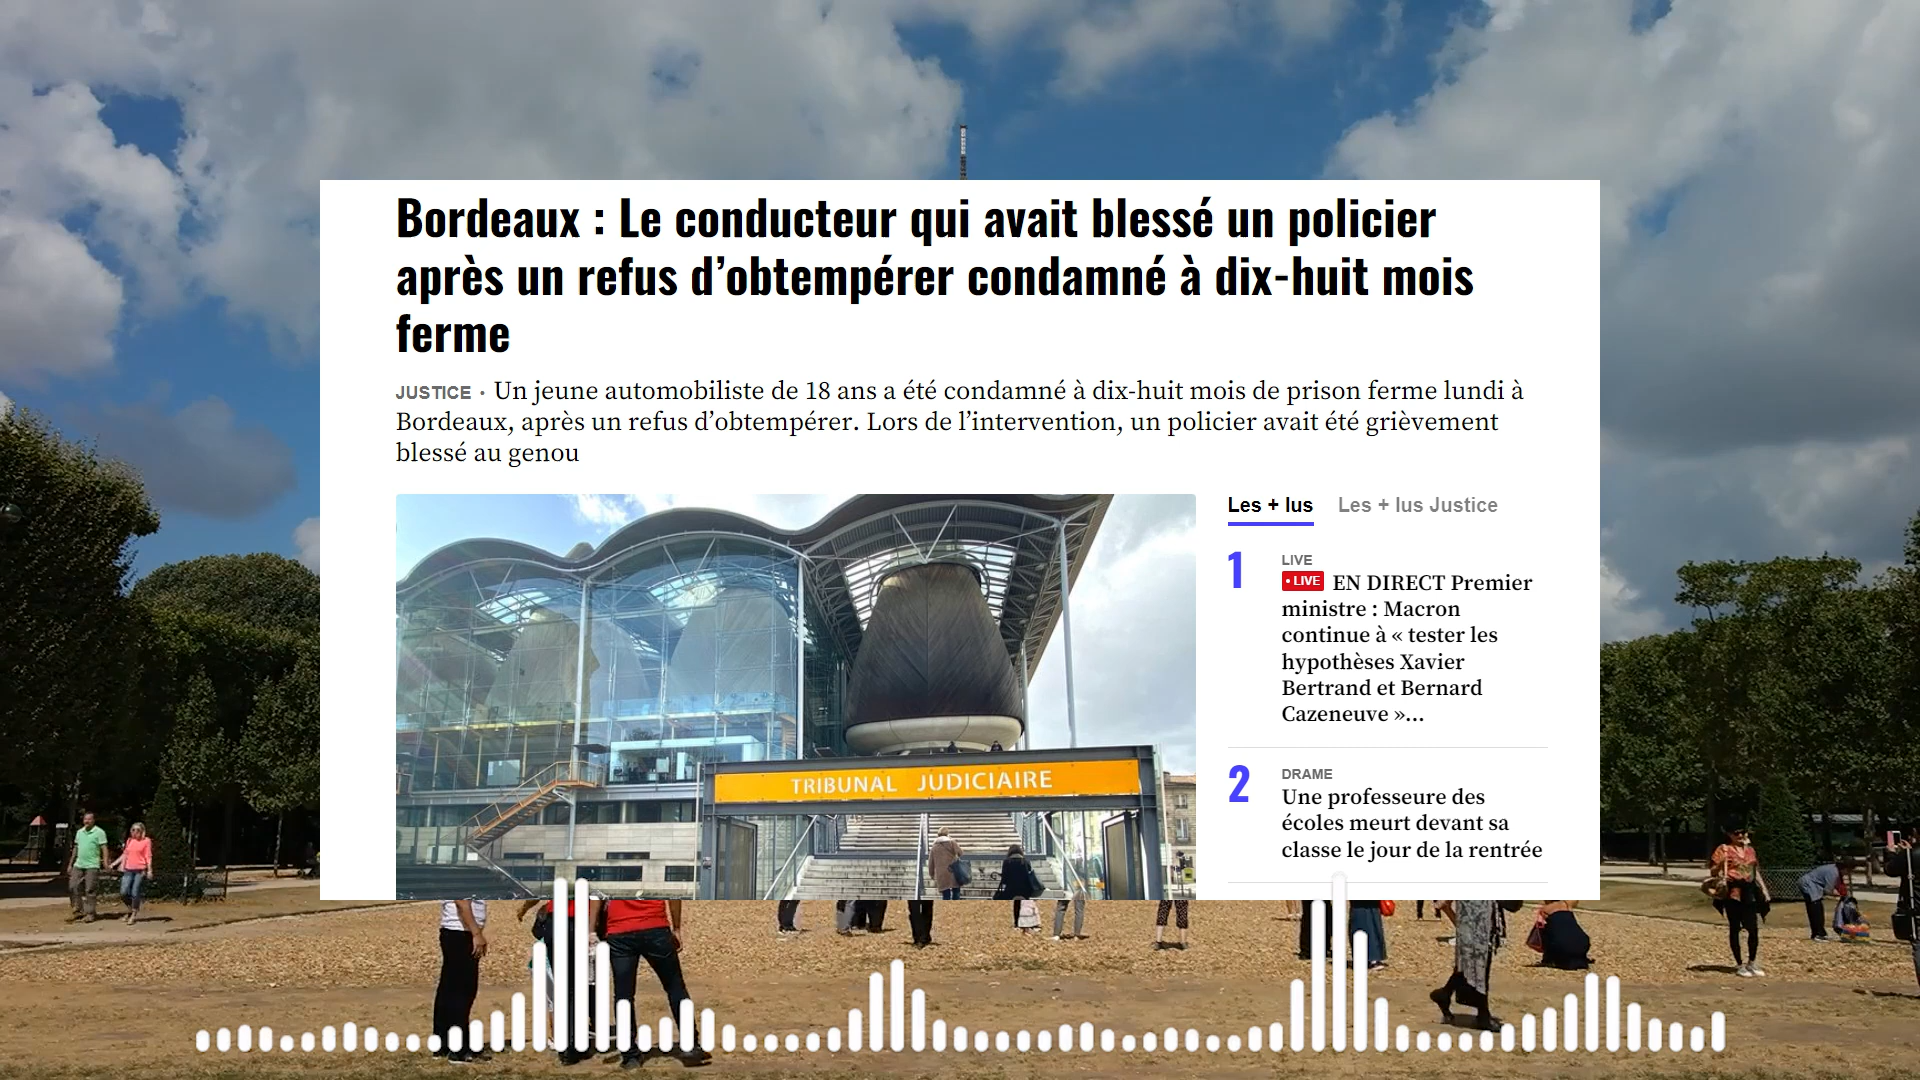 Bordeaux : Le conducteur qui avait blessé un policier
après un refus d’obtempérer condamné à dix-huit mois
ferme
JUSTICE • Un jeune automobiliste de 18 ans a été condamné à dix-huit mois de prison ferme lundi à
Bordeaux, après un refus d’obtempérer. Lors de l’intervention, un policier avait été grièvement
blessé au genou
TRIBUNAL JUDICIAIRE
Les + lus Les + lus Justice
1
LIVE
• LIVE EN DIRECT Premier
ministre : Macron
continue à « tester les
hypothèses Xavier
Bertrand et Bernard
Cazeneuve »…
2
DRAME
Une professeure des
écoles meurt devant sa
classe le jour de la rentrée